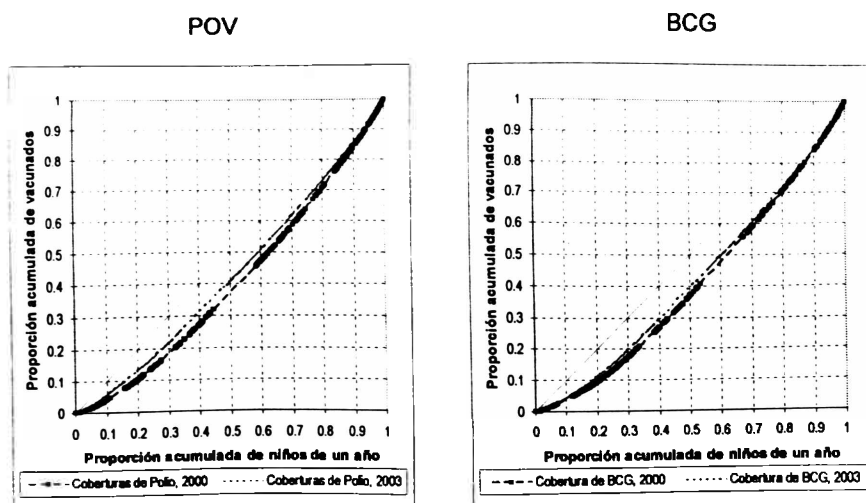 POV
BCG
Proporción acumulada de vacunados
1
0.9
0.8
0.7
0.6
0.5
0.4
0.3
0.2
0.1
0
0 0.1 0.2 0.3 0.4 0.5 0.6 0.7 0.8 0.9 1
Proporción acumulada de niños de un año
Coberturas de Polio, 2000 Coberturas de Polio, 2003
Proporción acumulada de vacunados
1
0.9
0.8
0.7
0.6
0.5
0.4
0.3
0.2
0.1
0
0 0.1 0.2 0.3 0.4 0.5 0.6 0.7 0.8 0.9 1
Proporción acumulada de niños de un año
Cobertura de BCG, 2000 Cobertura de BCG, 2003